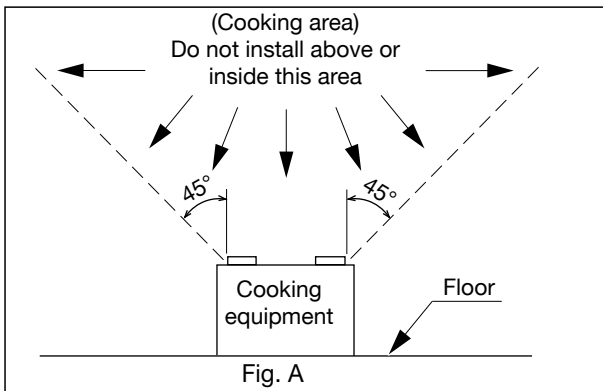 (Cooking area)
Do not install above or
inside this area
45°
45°
Cooking
equipment
Floor
Fig. A